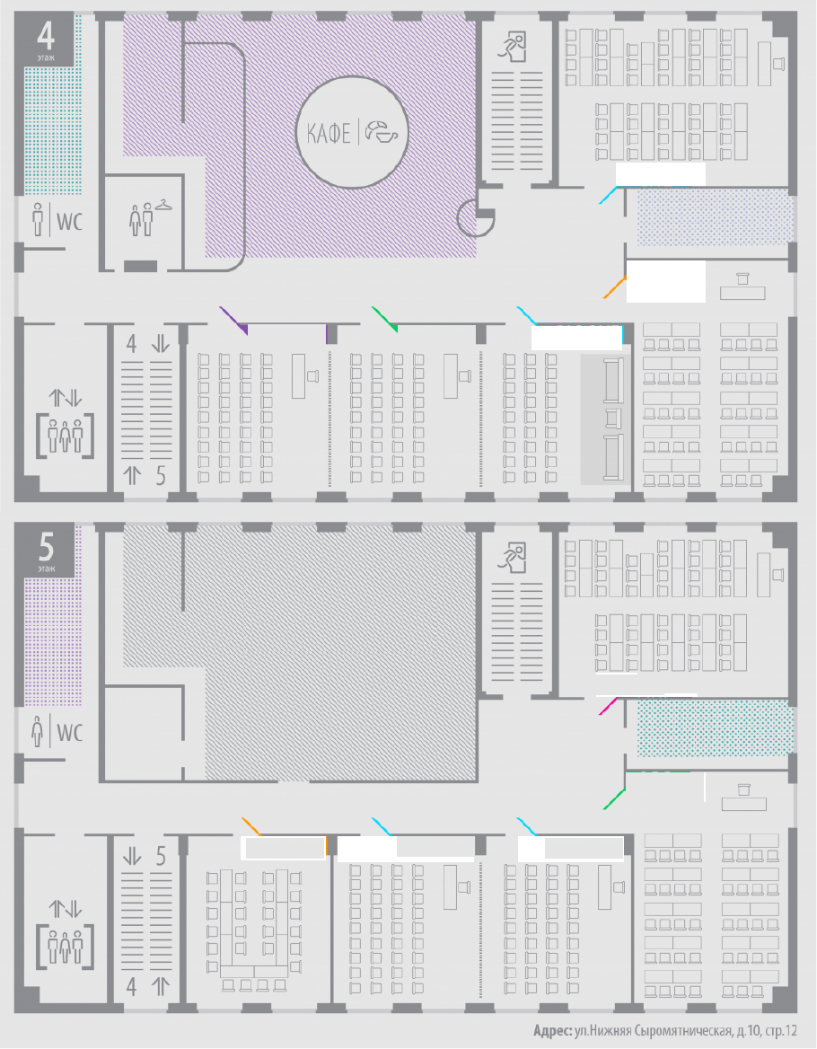 4
этаж
КАФЕ
WC
4
5
5
этаж
WC
5
4
Адрес: ул.Нижняя Сыромятническая, д.10, стр.12